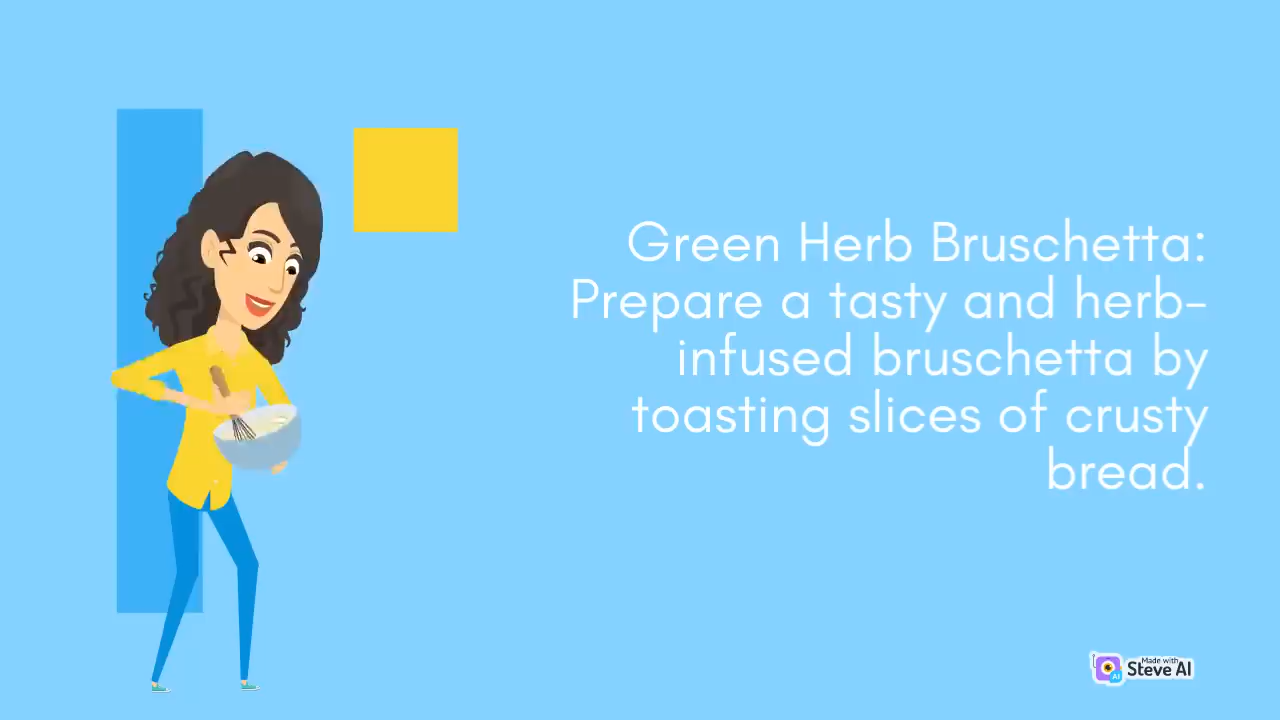 Green Herb Bruschetta:
Prepare a tasty and herb-
infused bruschetta by
toasting slices of crusty
bread.
Made with
Steve AI
AI